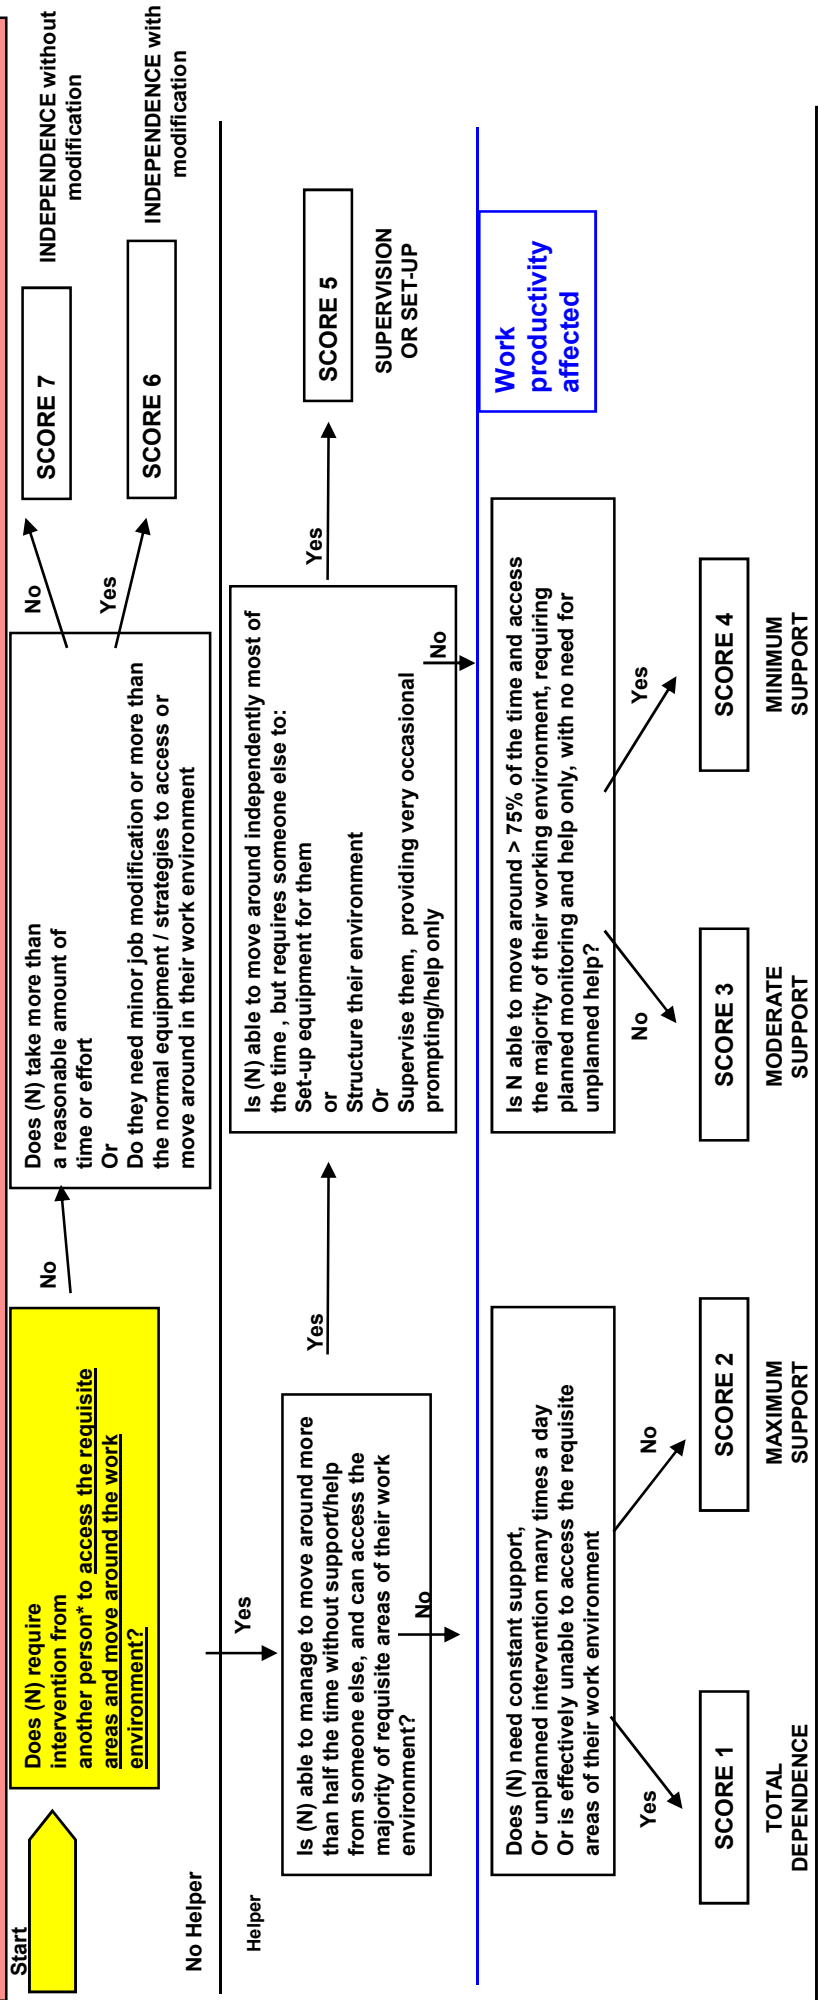 Start
Does (N) require
intervention from
another person* to access the requisite
areas and move around the work
environment?
No
Does (N) take more than
a reasonable amount of
time or effort
Or
Do they need minor job modification or more than
the normal equipment / strategies to access or
move around in their work environment
No
Yes
SCORE 7
INDEPENDENCE without
modification
SCORE 6
INDEPENDENCE with
modification
No Helper
Helper
Yes
Is (N) able to manage to move around more
than half the time without support/help
from someone else, and can access the
majority of requisite areas of their work
environment?
No
Yes
Is (N) able to move around independently most of
the time , but requires someone else to:
Set-up equipment for them
or
Structure their environment
Or
Supervise them, providing very occasional
prompting/help only
No
Yes
SCORE 5
SUPERVISION
OR SET-UP
Does (N) need constant support,
Or unplanned intervention many times a day
Or is effectively unable to access the requisite
areas of their work environment
Yes
No
SCORE 1
TOTAL
DEPENDENCE
SCORE 2
MAXIMUM
SUPPORT
Is N able to move around > 75% of the time and access
the majority of their working environment, requiring
planned monitoring and help only, with no need for
unplanned help?
No
Yes
SCORE 3
MODERATE
SUPPORT
SCORE 4
MINIMUM
SUPPORT
Work
productivity
affected